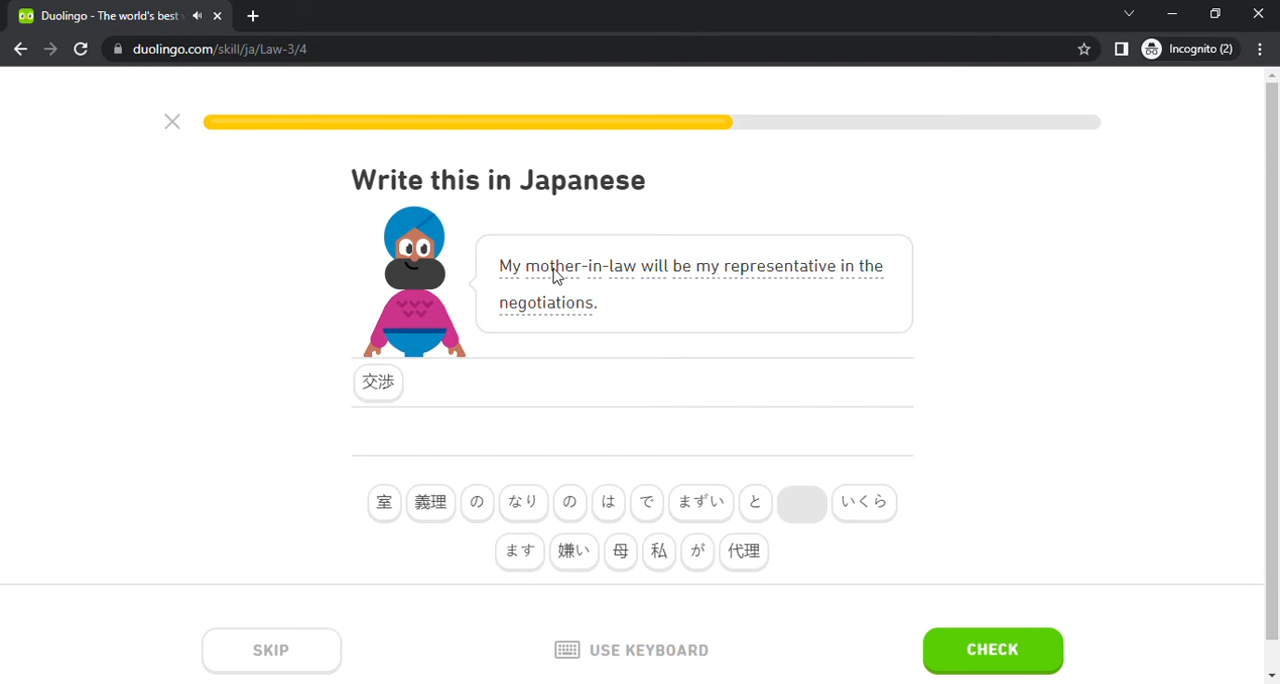 Duolingo - The world's best
duolingo.com/skill/ja/Law-3/4
Incognito (2)
Write this in Japanese
My mother-in-law will be my representative in the
negotiations.
交渉
室 義理 の なり の は で まずい と いくら
ます 嫌い 母 私 が 代理
SKIP
USE KEYBOARD
CHECK